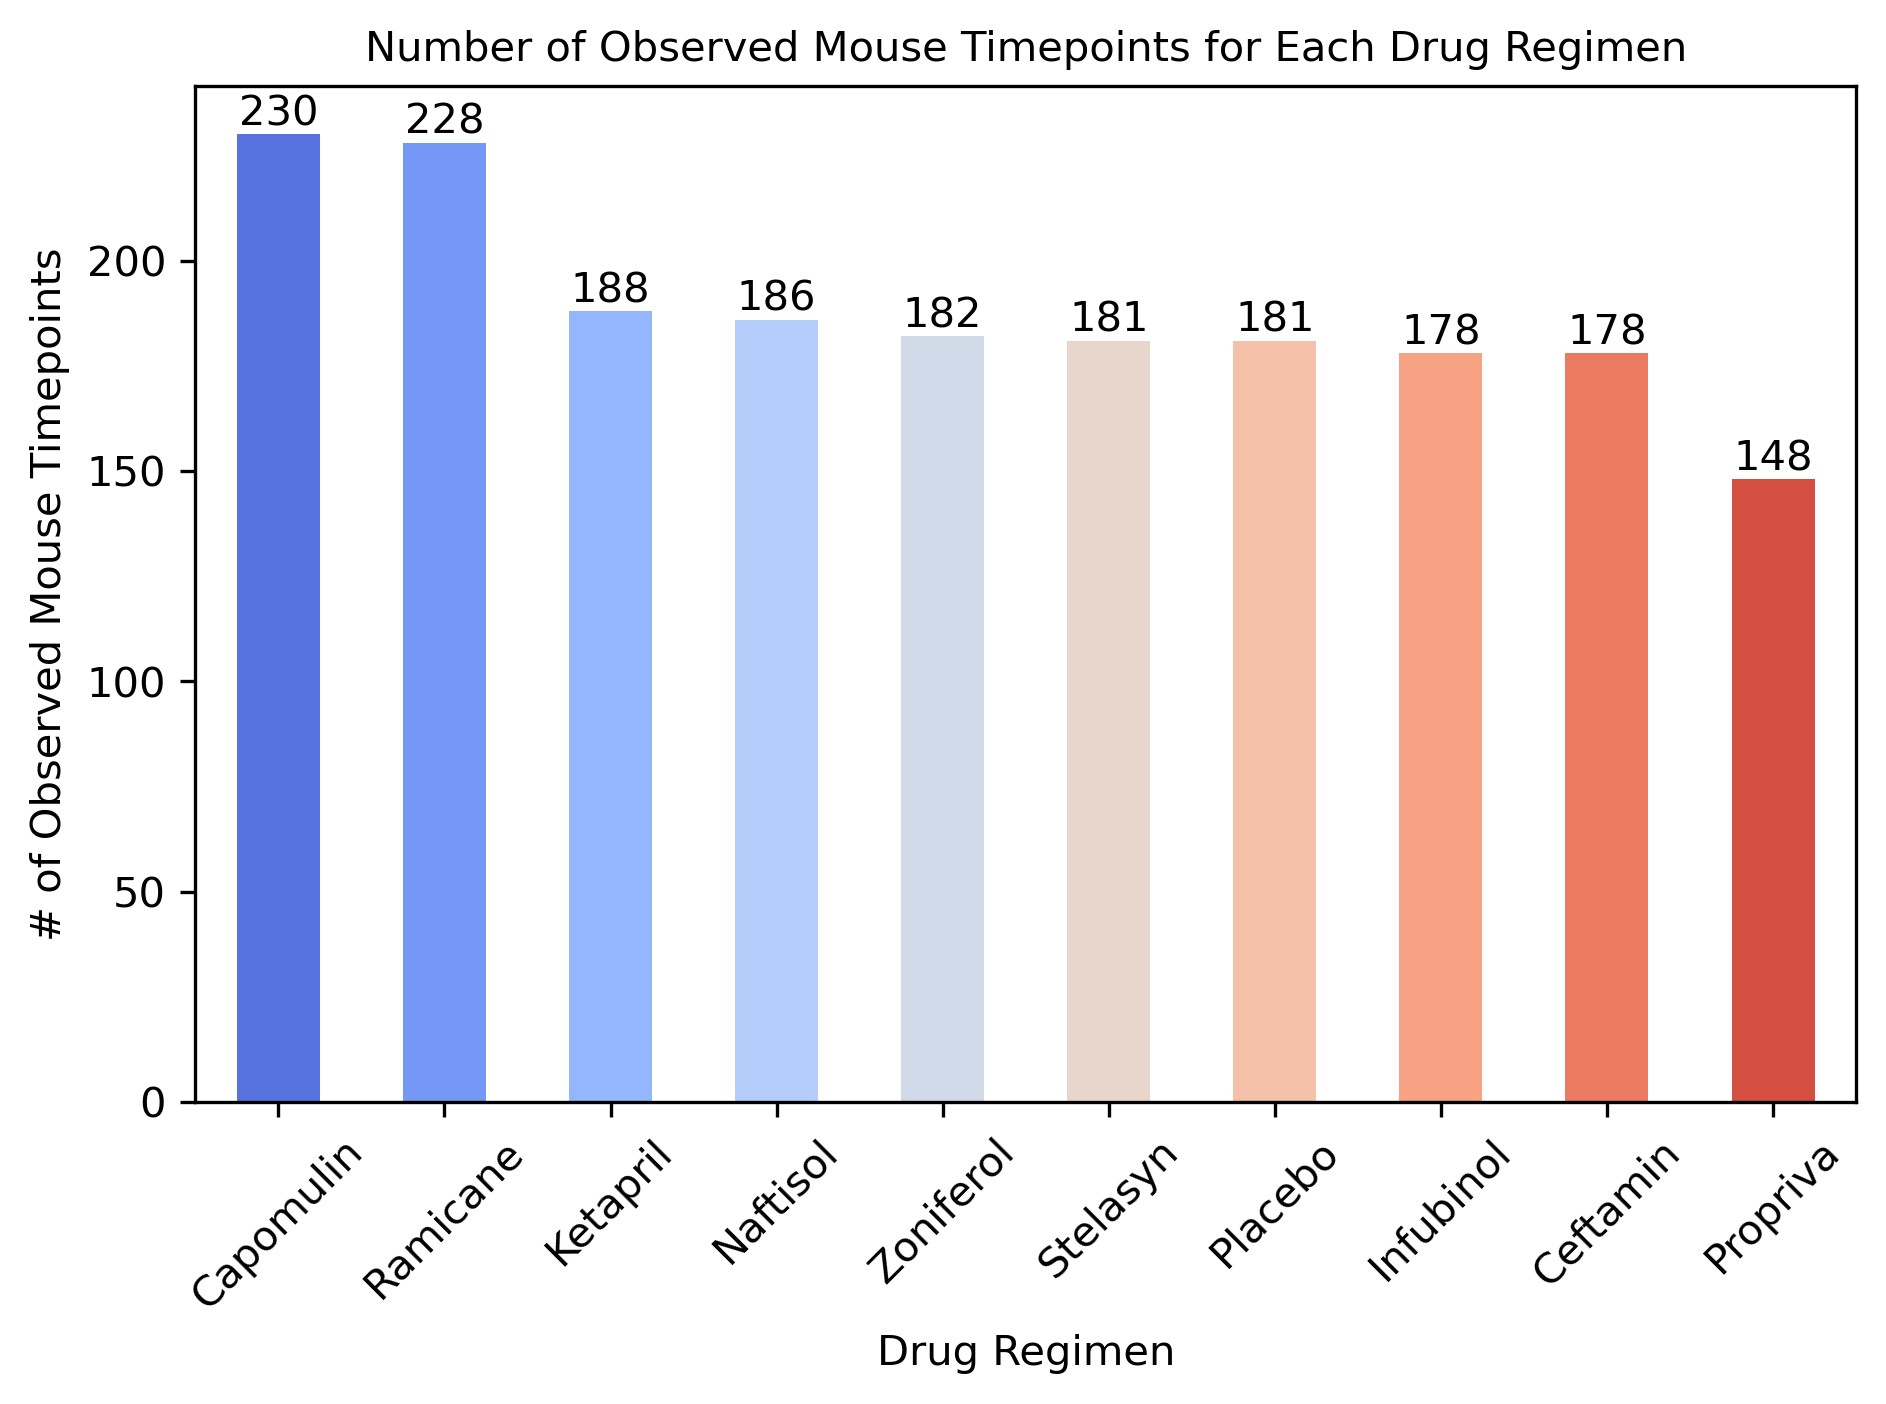 Number of Observed Mouse Timepoints for Each Drug Regimen
# of Observed Mouse Timepoints
200
150
100
50
0
230
228
188
186
182
181
181
178
178
148
Capomulin
Ramicane
Ketapril
Naftisol
Zoniferol
Stelasyn
Placebo
Infubinol
Ceftamin
Propriva
Drug Regimen